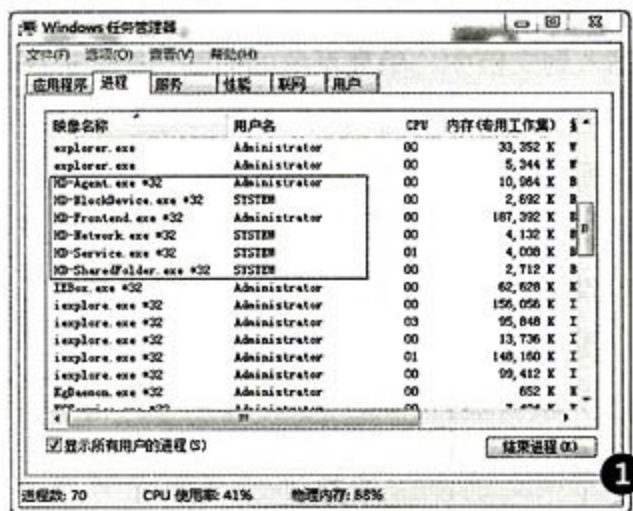 Windows 任务管理器
文件(F) 选项(O) 查看(V) 帮助(H)
应用程序 进程 服务 性能 联网 用户
映像名称 用户名 CPU 内存(专用工作集)
explorer.exe Administrator 00 33,352 K
explorer.exe Administrator 00 5,344 K
HD-Agent.exe *32 Administrator 00 10,964 K
HD-BlockDevice.exe *32 SYSTEM 00 2,692 K
HD-Frontend.exe *32 Administrator 00 187,392 K
HD-Network.exe *32 SYSTEM 00 4,132 K
HD-Service.exe *32 SYSTEM 01 4,008 K
HD-SharedFolder.exe *32 SYSTEM 00 2,712 K
IEBox.exe *32 Administrator 00 62,628 K
iexplore.exe *32 Administrator 00 156,056 K
iexplore.exe *32 Administrator 03 95,848 K
iexplore.exe *32 Administrator 00 13,736 K
iexplore.exe *32 Administrator 01 148,160 K
iexplore.exe *32 Administrator 00 99,412 K
KgDaemon.exe *32 Administrator 00 652 K
显示所有用户的进程(S) 结束进程(E)
1
进程数: 70 CPU 使用率: 41% 物理内存: 88%